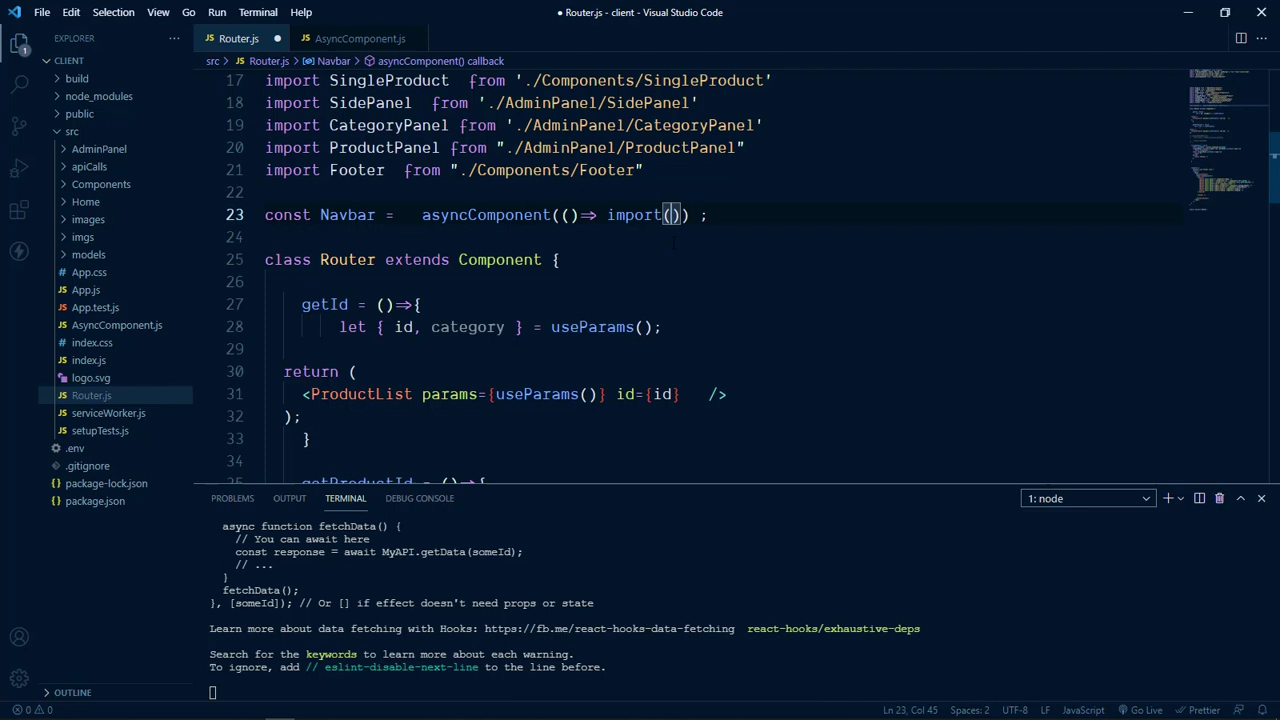 File Edit Selection View Go Run Terminal Help
● Router.js - client - Visual Studio Code
EXPLORER
CLIENT
build
node_modules
public
src
AdminPanel
apiCalls
Components
Home
images
imgs
models
App.css
App.js
App.test.js
AsyncComponent.js
index.css
index.js
logo.svg
Router.js
serviceWorker.js
setupTests.js
.env
.gitignore
package-lock.json
package.json
OUTLINE
JS Router.js ● JS AsyncComponent.js
src > JS Router.js > Navbar > asyncComponent() callback
17 import SingleProduct from './Components/SingleProduct'
18 import SidePanel from './AdminPanel/SidePanel'
19 import CategoryPanel from './AdminPanel/CategoryPanel'
20 import ProductPanel from "./AdminPanel/ProductPanel"
21 import Footer from "./Components/Footer"
22
23 const Navbar = asyncComponent(()=> import()) ;
24
25 class Router extends Component {
26
27 getId = ()=>{
28 let { id, category } = useParams();
29
30 return (
31 <ProductList params={useParams()} id={id} />
32 );
33 }
34
35 getProductId = ()=>{
PROBLEMS OUTPUT TERMINAL DEBUG CONSOLE
1: node
async function fetchData() {
// You can await here
const response = await MyAPI.getData(someId);
// ...
}
fetchData();
}, [someId]); // Or [] if effect doesn't need props or state
Learn more about data fetching with Hooks: https://fb.me/react-hooks-data-fetching react-hooks/exhaustive-deps
Search for the keywords to learn more about each warning.
To ignore, add // eslint-disable-next-line to the line before.
0 0
Ln 23, Col 45 Spaces: 2 UTF-8 LF JavaScript Go Live Prettier